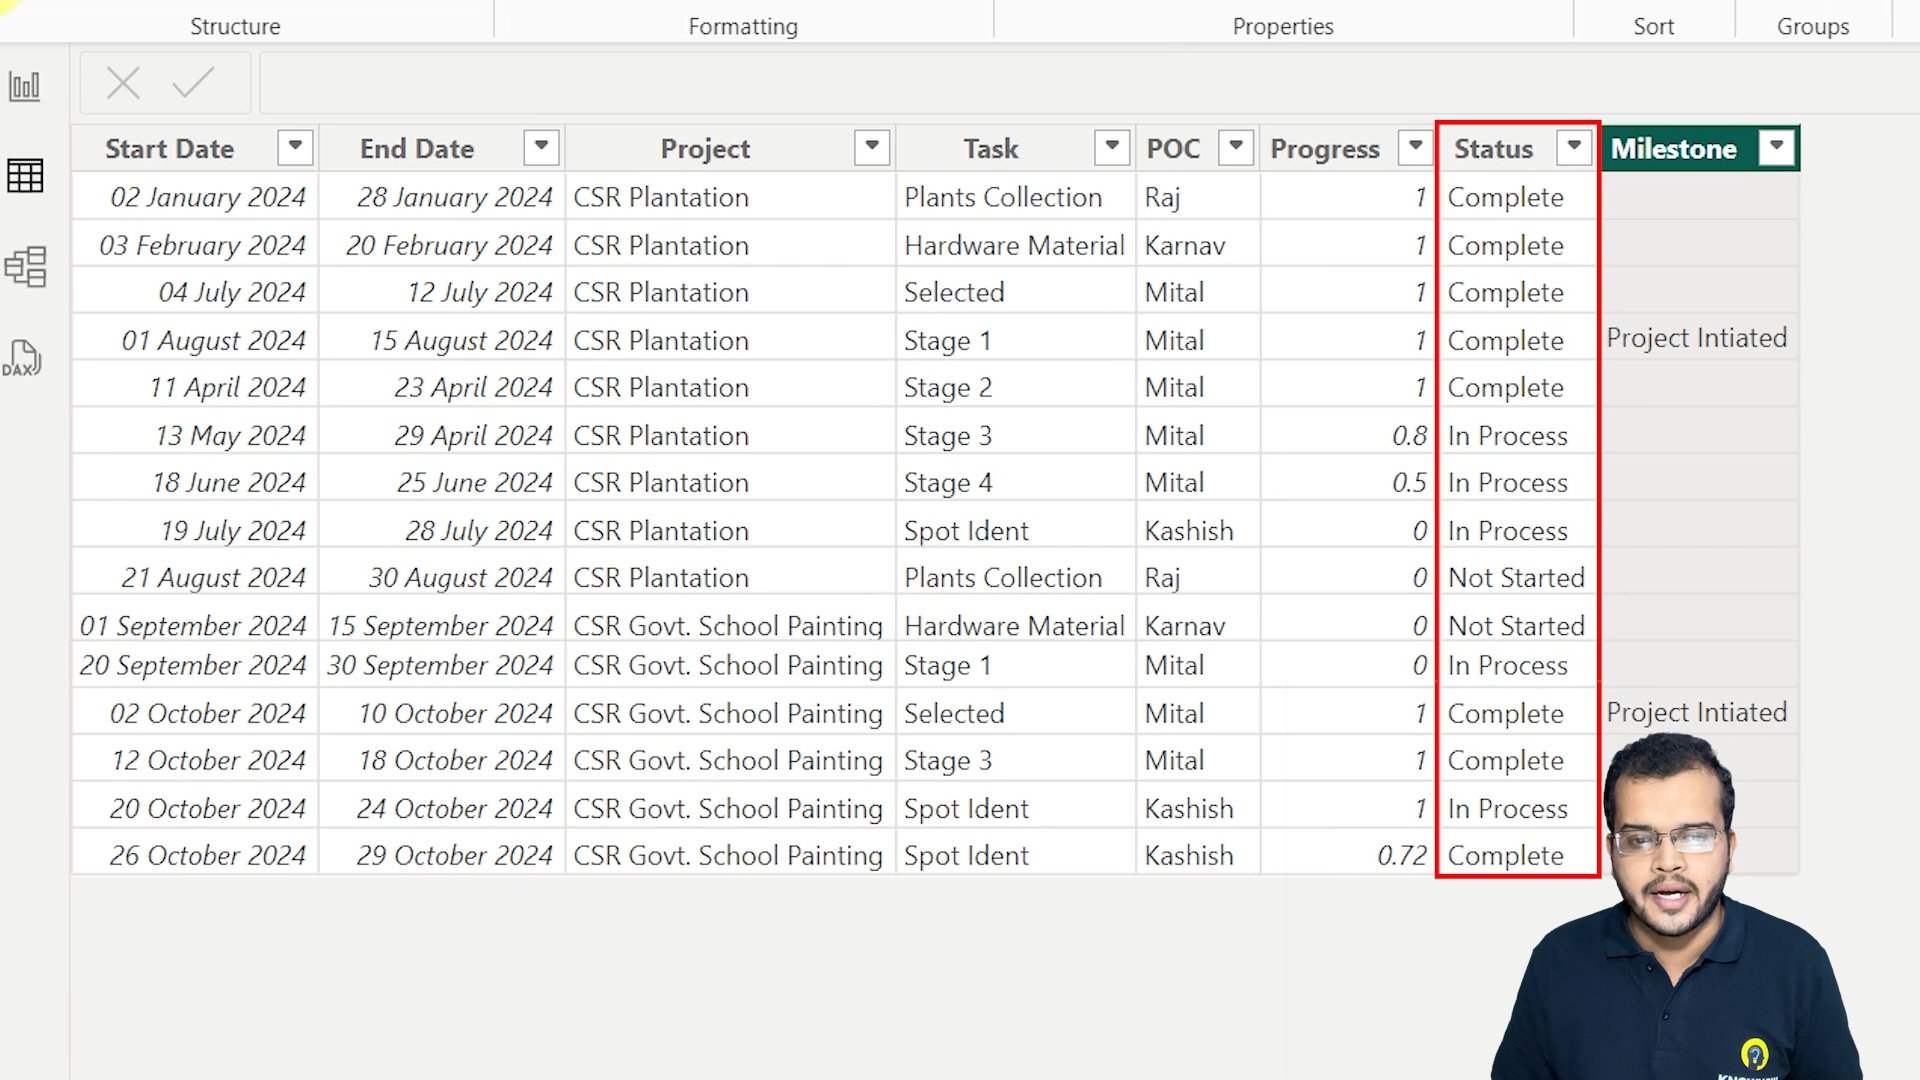 Structure Formatting Properties Sort Groups
Start Date End Date Project Task POC Progress Status Milestone
02 January 2024 28 January 2024 CSR Plantation Plants Collection Raj 1 Complete
03 February 2024 20 February 2024 CSR Plantation Hardware Material Karnav 1 Complete
04 July 2024 12 July 2024 CSR Plantation Selected Mital 1 Complete
01 August 2024 15 August 2024 CSR Plantation Stage 1 Mital 1 Complete Project Intiated
11 April 2024 23 April 2024 CSR Plantation Stage 2 Mital 1 Complete
13 May 2024 29 April 2024 CSR Plantation Stage 3 Mital 0.8 In Process
18 June 2024 25 June 2024 CSR Plantation Stage 4 Mital 0.5 In Process
19 July 2024 28 July 2024 CSR Plantation Spot Ident Kashish 0 In Process
21 August 2024 30 August 2024 CSR Plantation Plants Collection Raj 0 Not Started
01 September 2024 15 September 2024 CSR Govt. School Painting Hardware Material Karnav 0 Not Started
20 September 2024 30 September 2024 CSR Govt. School Painting Stage 1 Mital 0 In Process
02 October 2024 10 October 2024 CSR Govt. School Painting Selected Mital 1 Complete Project Intiated
12 October 2024 18 October 2024 CSR Govt. School Painting Stage 3 Mital 1 Complete
20 October 2024 24 October 2024 CSR Govt. School Painting Spot Ident Kashish 1 In Process
26 October 2024 29 October 2024 CSR Govt. School Painting Spot Ident Kashish 0.72 Complete
DAX